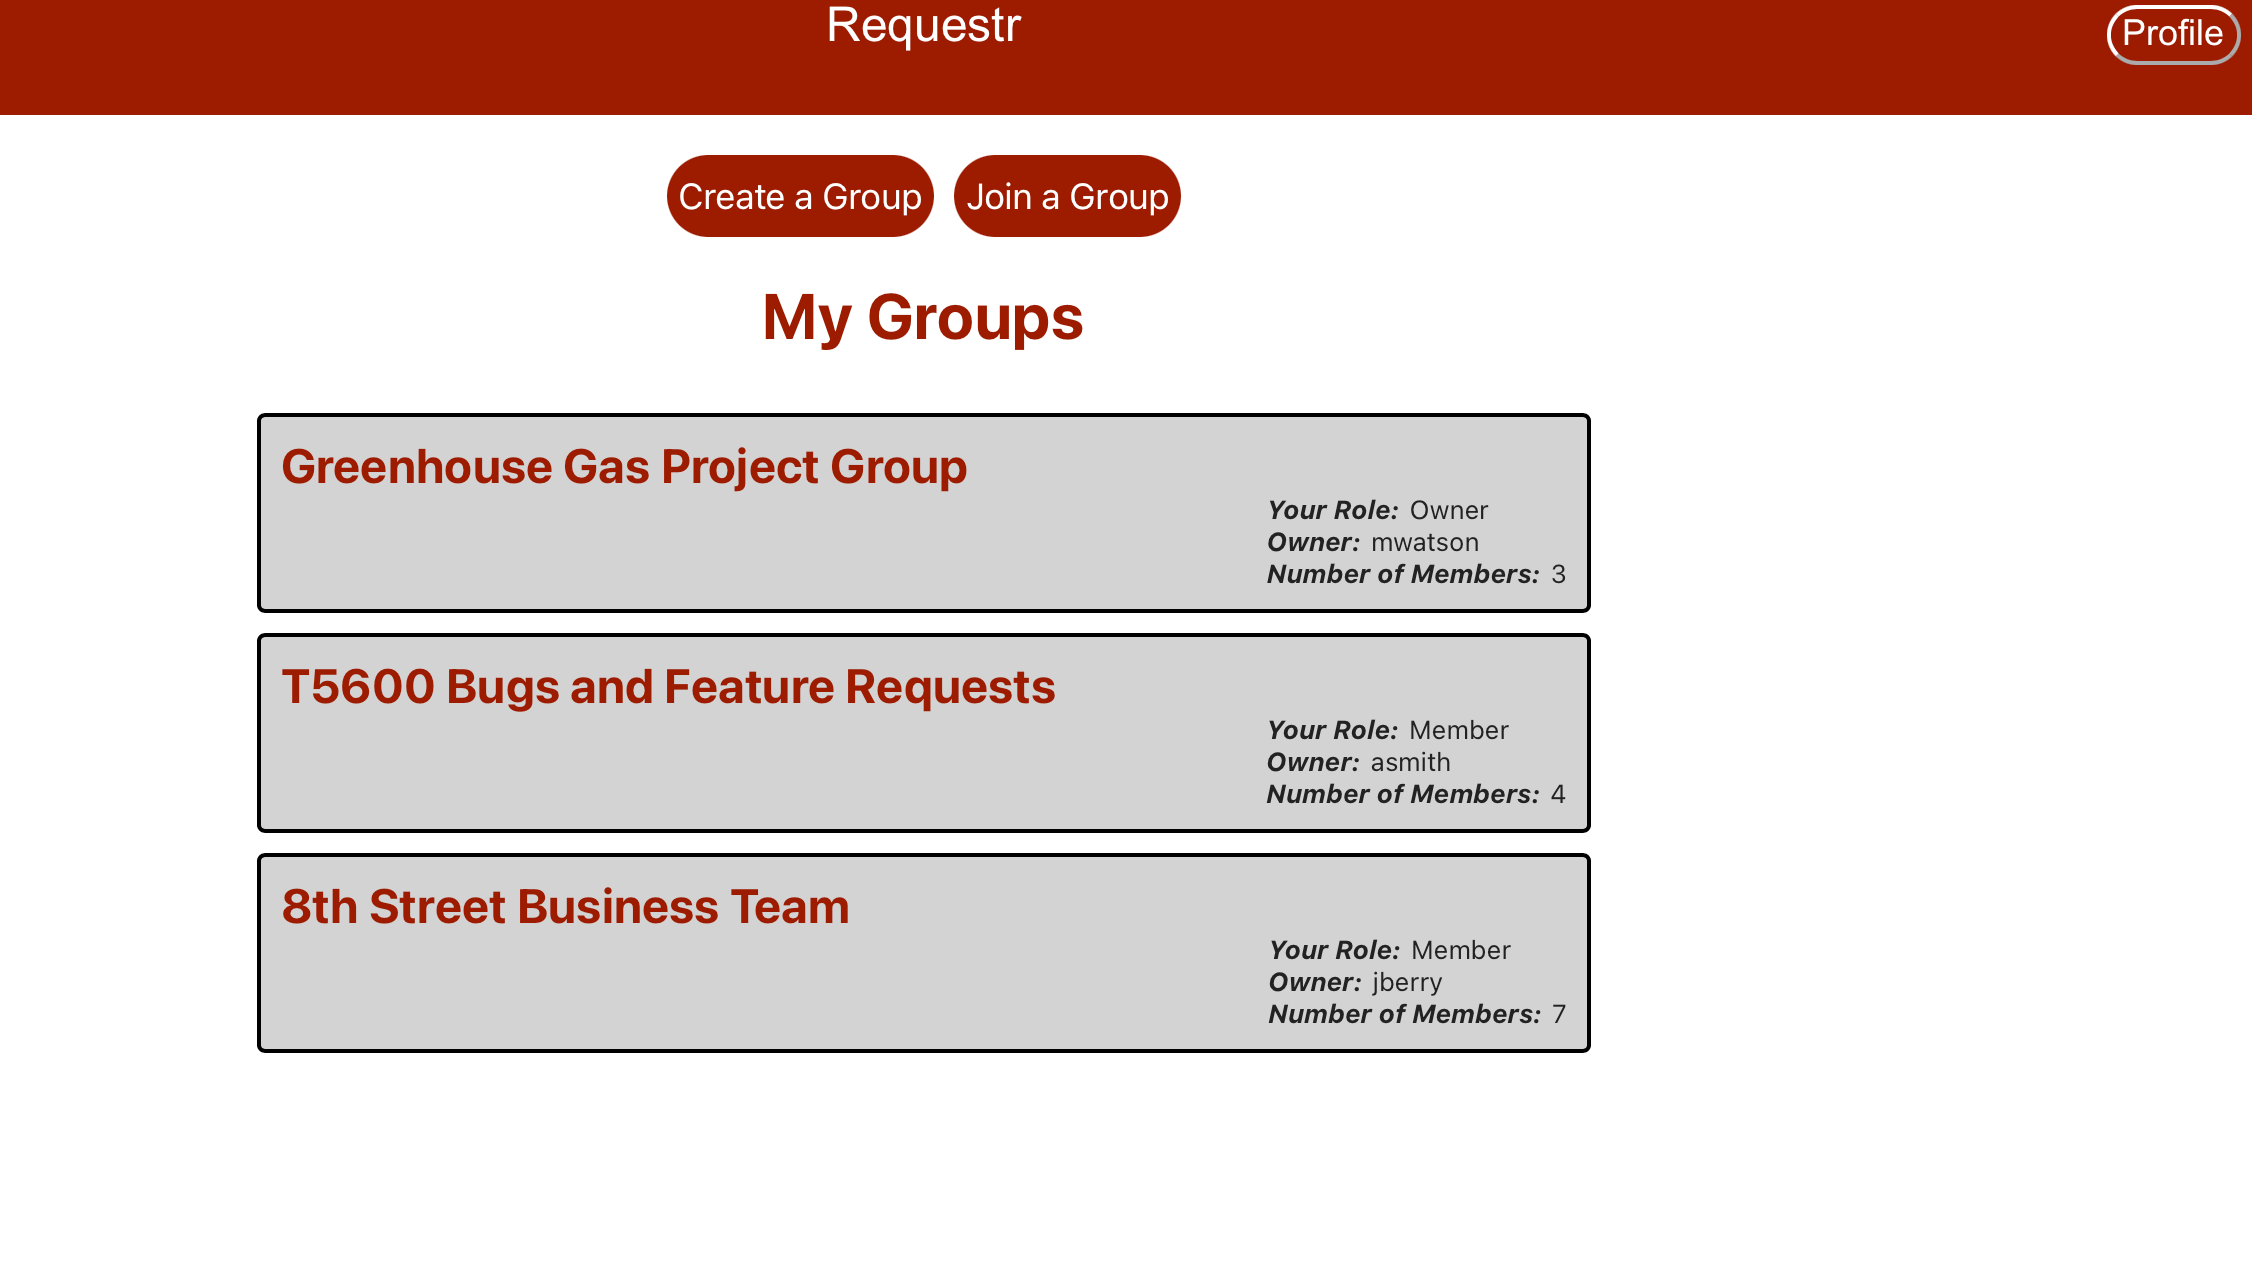 Requestr
Profile
Create a Group
Join a Group
My Groups
Greenhouse Gas Project Group
Your Role: Owner
Owner: mwatson
Number of Members: 3
T5600 Bugs and Feature Requests
Your Role: Member
Owner: asmith
Number of Members: 4
8th Street Business Team
Your Role: Member
Owner: jberry
Number of Members: 7